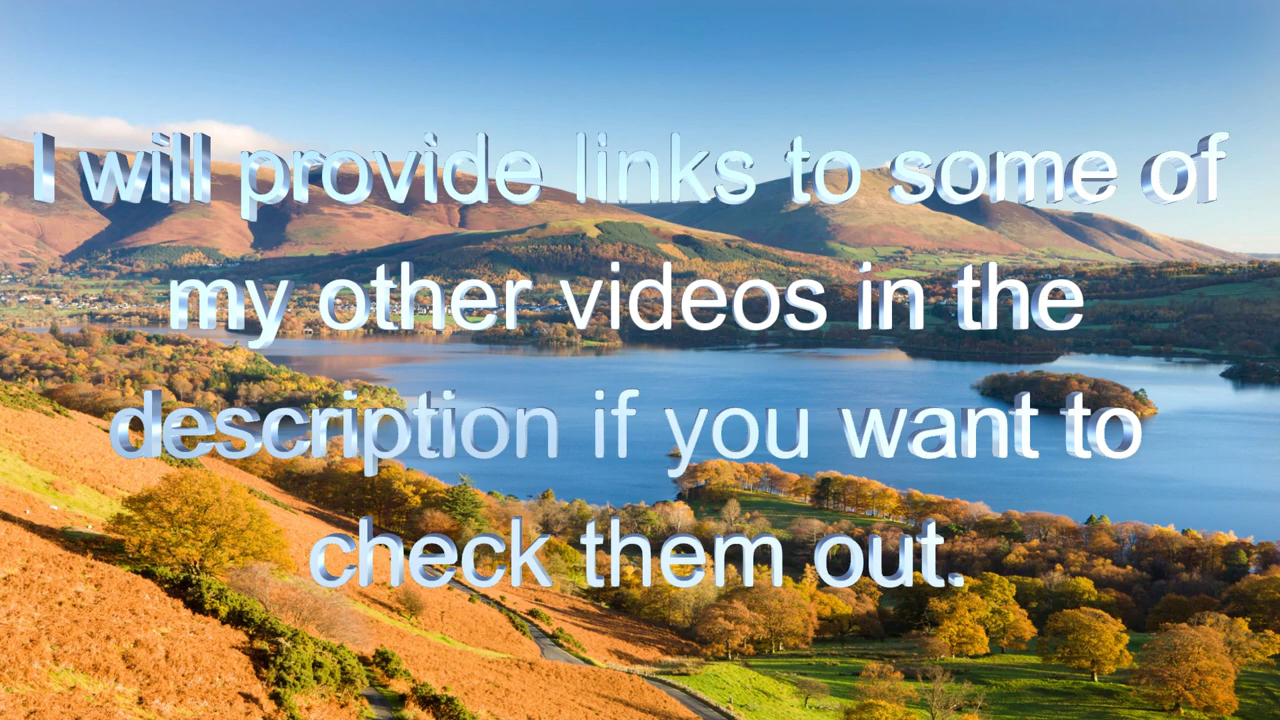 I will provide links to some of
my other videos in the
description if you want to
check them out.